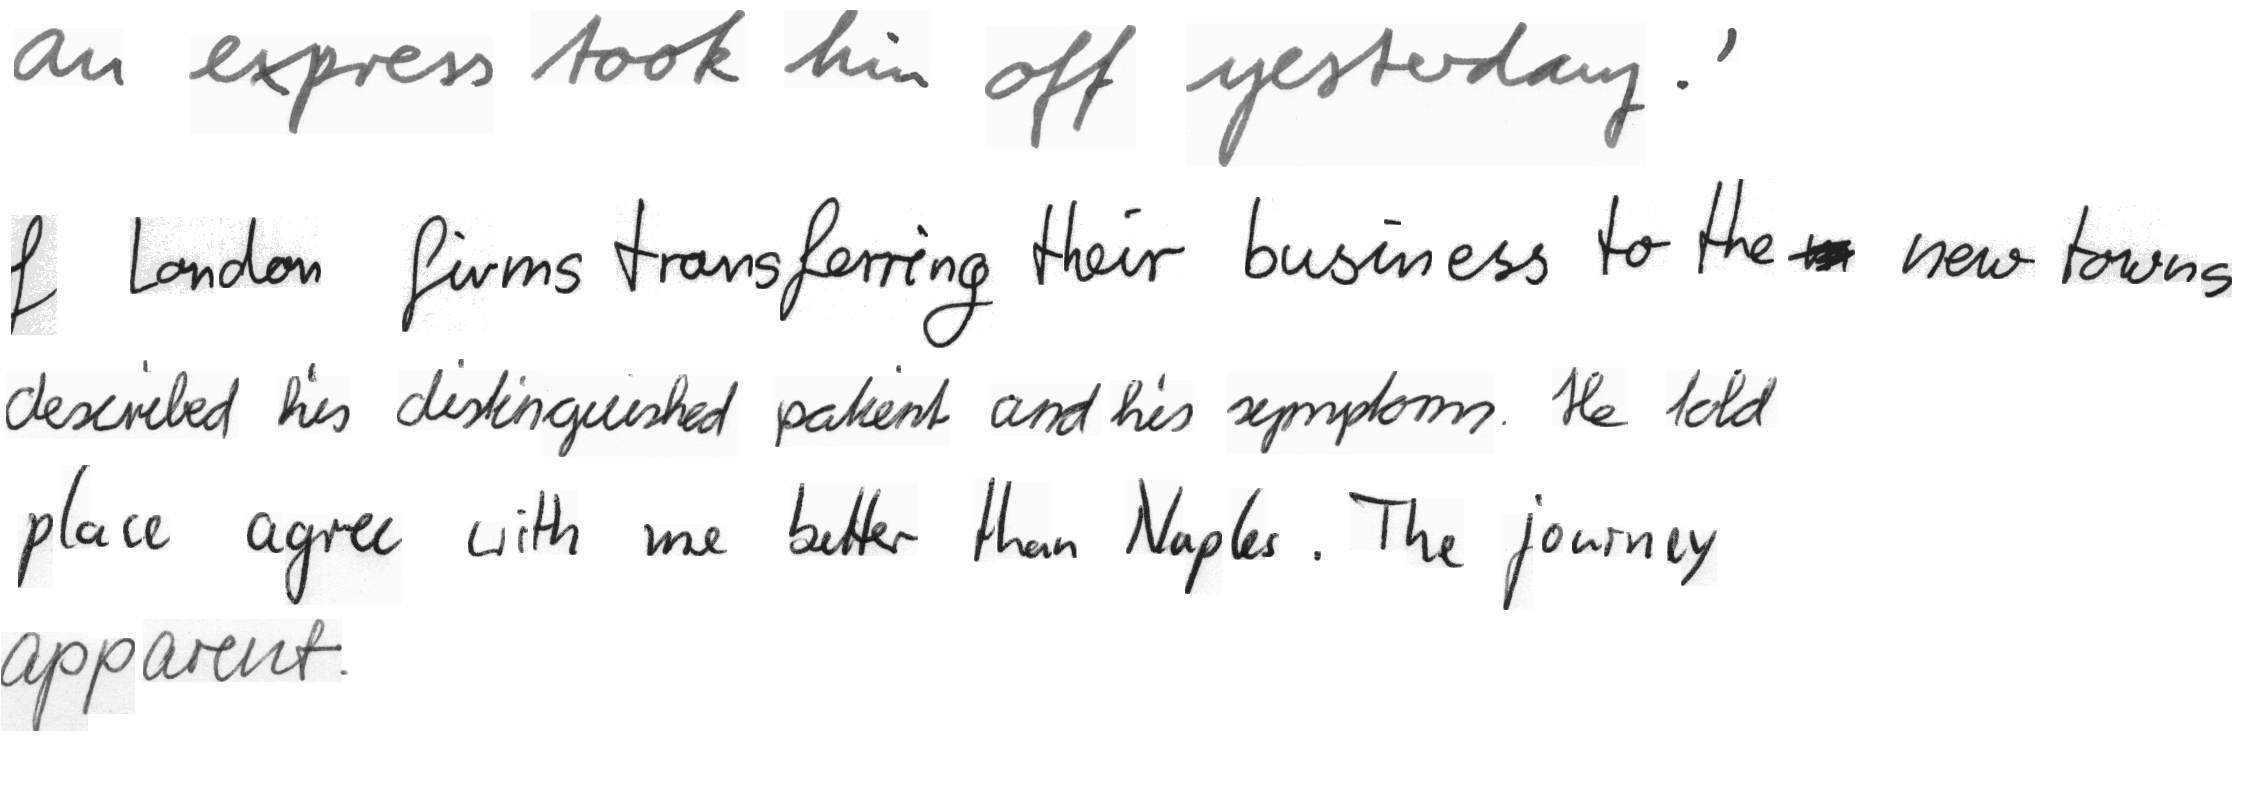 an express took him off yesterday.'
f London firms transferring their business to the new towns
described his distinguished patient and his symptoms. He told
place agree with me better than Naples. The journey
apparent.